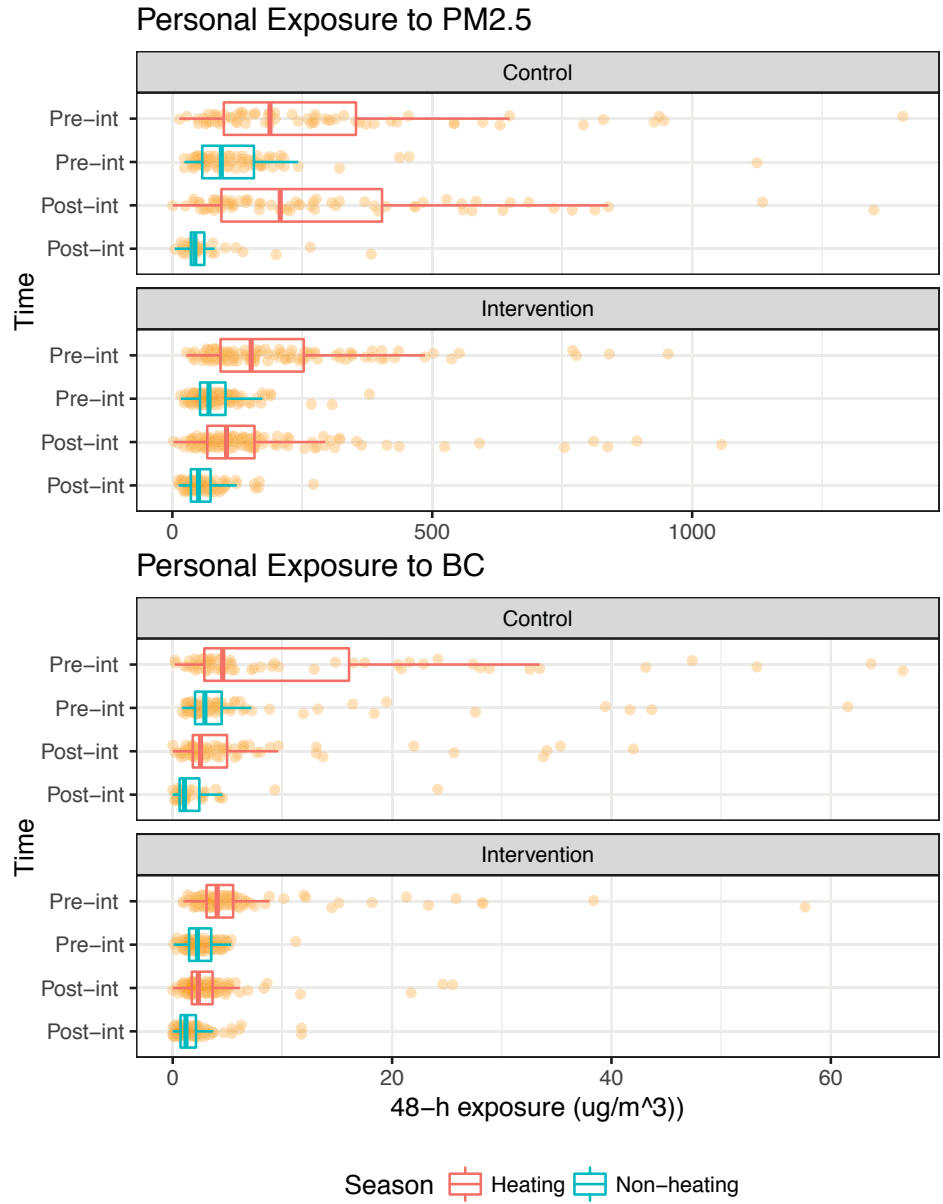 Personal Exposure to PM2.5
Control
Pre−int
Pre−int
Post−int
Post−int
Intervention
Pre−int
Pre−int
Post−int
Post−int
Time
0 500 1000
Personal Exposure to BC
Control
Pre−int
Pre−int
Post−int
Post−int
Intervention
Pre−int
Pre−int
Post−int
Post−int
Time
0 20 40 60
48−h exposure (ug/m^3))
Season Heating Non−heating